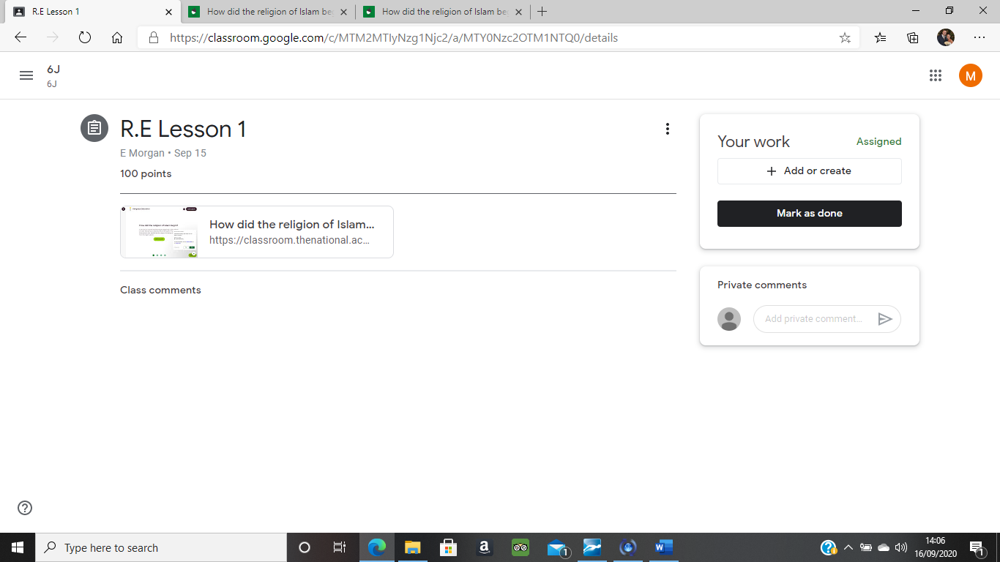 R.E Lesson 1
How did the religion of Islam be
How did the religion of Islam be
https://classroom.google.com/c/MTM2MTIyNzg1Njc2/a/MTY0Nzc2OTM1NTQ0/details
6J
6J
M
R.E Lesson 1
E Morgan • Sep 15
100 points
How did the religion of Islam...
https://classroom.thenational.ac...
Class comments
Your work
Assigned
+ Add or create
Mark as done
Private comments
Add private comment...
Type here to search
1
14:06
16/09/2020
1